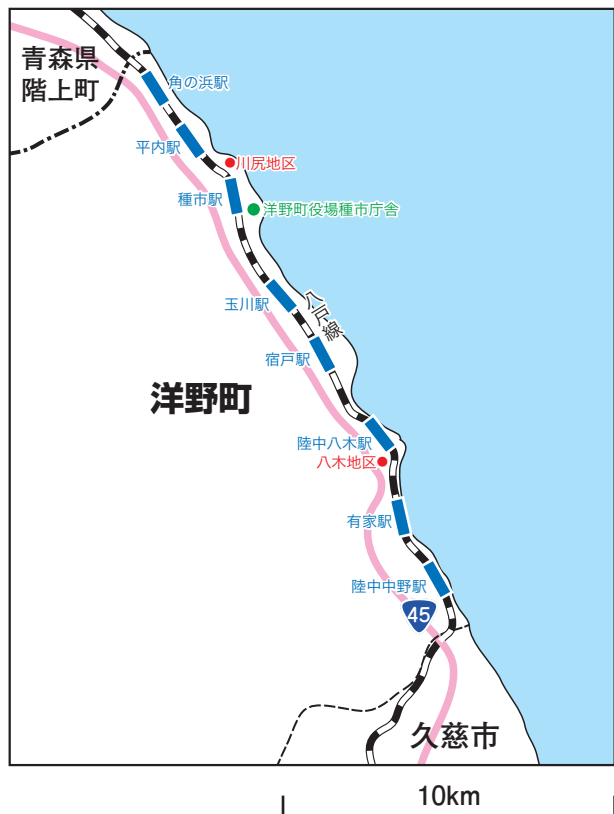 青森県
階上町
角の浜駅
平内駅
川尻地区
種市駅
洋野町役場種市庁舎
玉川駅
八戸線
宿戸駅
洋野町
陸中八木駅
八木地区
有家駅
陸中中野駅
45
久慈市
10km